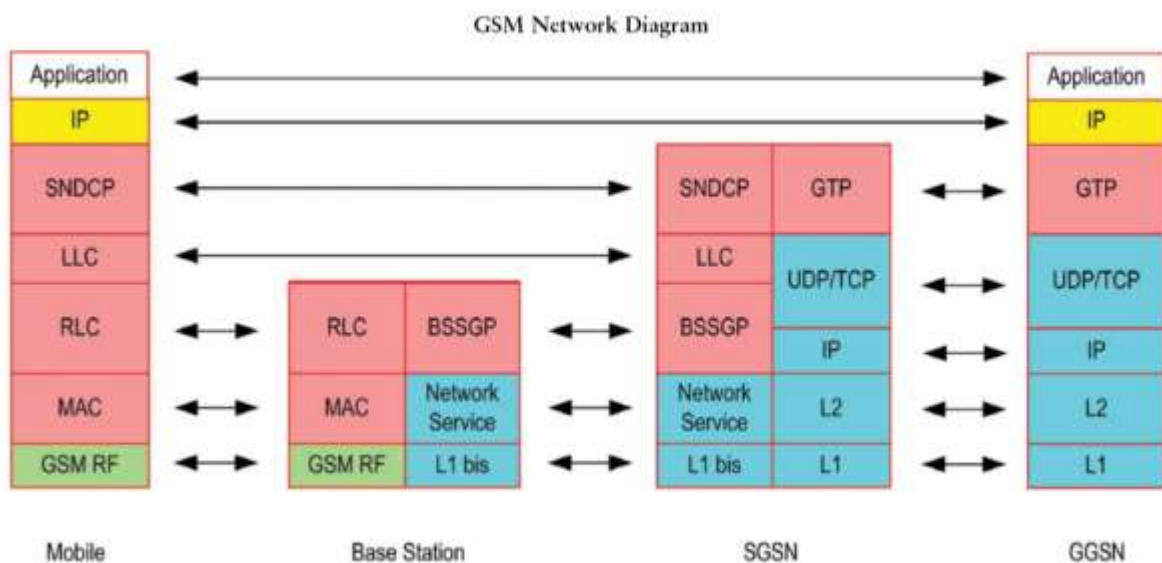 GSM Network Diagram
Application
IP
SNDCP
LLC
RLC
MAC
GSM RF
Mobile
RLC
BSSGP
MAC
Network
Service
GSM RF
L1 bis
Base Station
SNDCP
GTP
LLC
UDP/TCP
BSSGP
IP
Network
Service
L2
L1 bis
L1
SGSN
Application
IP
GTP
UDP/TCP
IP
L2
L1
GGSN